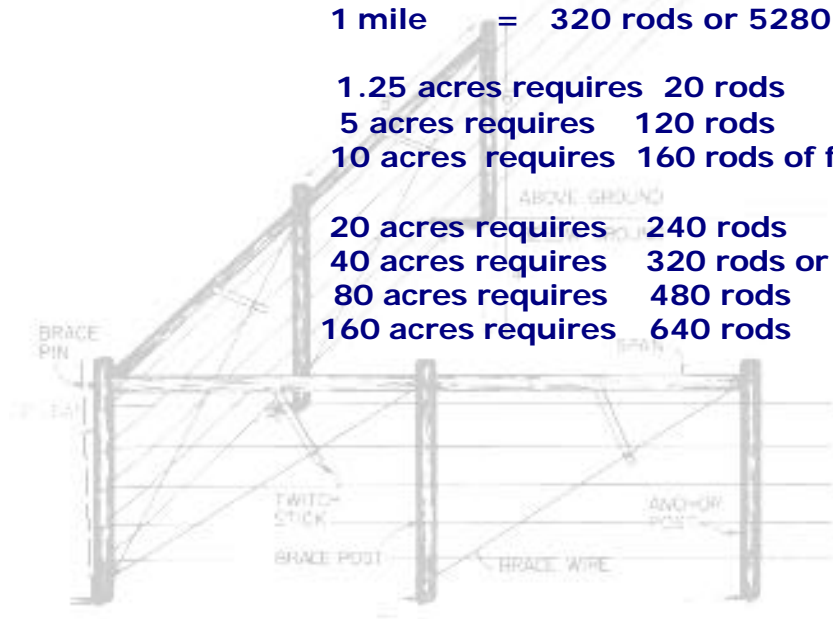 1 mile = 320 rods or 5280
1.25 acres requires 20 rods
5 acres requires 120 rods
10 acres requires 160 rods of f
ABOVE GROUND
20 acres requires 240 rods
40 acres requires 320 rods or
80 acres requires 480 rods
160 acres requires 640 rods
BRACE
PIN
SPAN
TWITCH
STICK
ANCHOR
POST
BRACE POST
BRACE WIRE